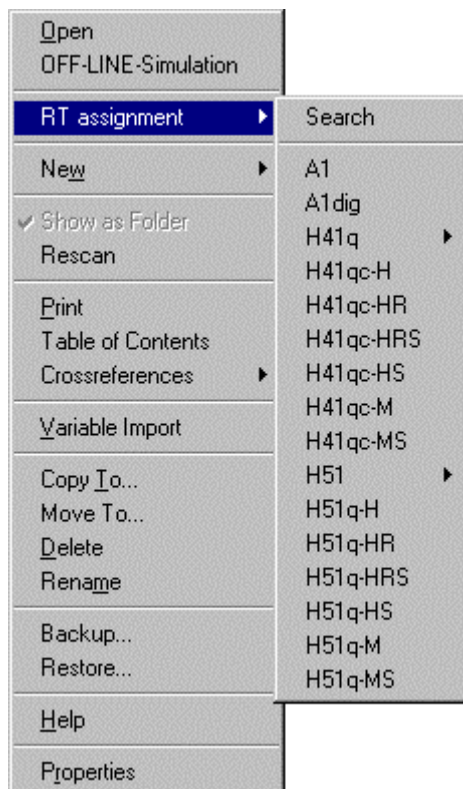 Open
OFF-LINE-Simulation
RT assignment
New
Show as Folder
Rescan
Print
Table of Contents
Crossreferences
Variable Import
Copy To...
Move To...
Delete
Rename
Backup...
Restore...
Help
Properties
Search
A1
A1dig
H41q
H41qc-H
H41qc-HR
H41qc-HRS
H41qc-HS
H41qc-M
H41qc-MS
H51
H51q-H
H51q-HR
H51q-HRS
H51q-HS
H51q-M
H51q-MS